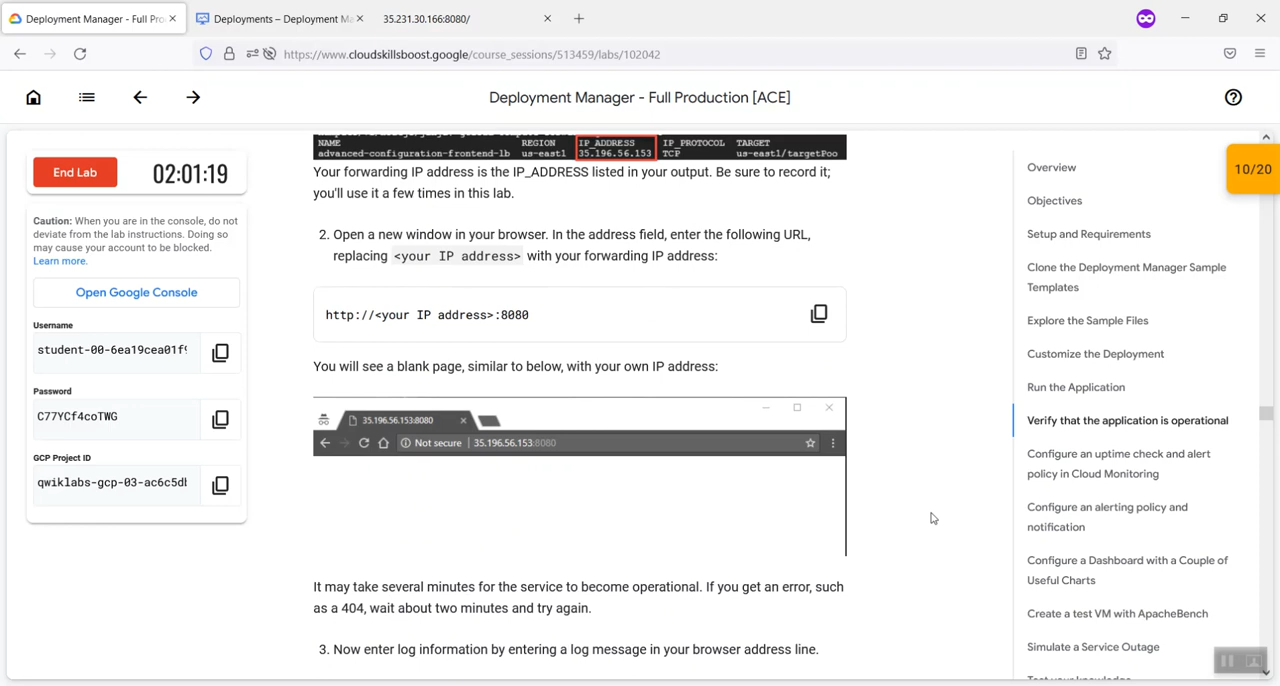 Deployment Manager - Full Pro
Deployments – Deployment Ma
35.231.30.166:8080/
https://www.cloudskillsboost.google/course_sessions/513459/labs/102042
Deployment Manager - Full Production [ACE]
End Lab
02:01:19
Caution: When you are in the console, do not
deviate from the lab instructions. Doing so
may cause your account to be blocked.
Learn more.
Open Google Console
Username
student-00-6ea19cea01f9
Password
C77YCf4coTWG
GCP Project ID
qwiklabs-gcp-03-ac6c5db
NAME REGION IP_ADDRESS IP_PROTOCOL TARGET
advanced-configuration-frontend-lb us-east1 35.196.56.153 TCP us-east1/targetPoo
Your forwarding IP address is the IP_ADDRESS listed in your output. Be sure to record it;
you'll use it a few times in this lab.
2. Open a new window in your browser. In the address field, enter the following URL,
replacing <your IP address> with your forwarding IP address:
http://<your IP address>:8080
You will see a blank page, similar to below, with your own IP address:
35.196.56.153:8080
Not secure | 35.196.56.153:8080
It may take several minutes for the service to become operational. If you get an error, such
as a 404, wait about two minutes and try again.
3. Now enter log information by entering a log message in your browser address line.
10/20
Overview
Objectives
Setup and Requirements
Clone the Deployment Manager Sample
Templates
Explore the Sample Files
Customize the Deployment
Run the Application
Verify that the application is operational
Configure an uptime check and alert
policy in Cloud Monitoring
Configure an alerting policy and
notification
Configure a Dashboard with a Couple of
Useful Charts
Create a test VM with ApacheBench
Simulate a Service Outage
Test your knowledge